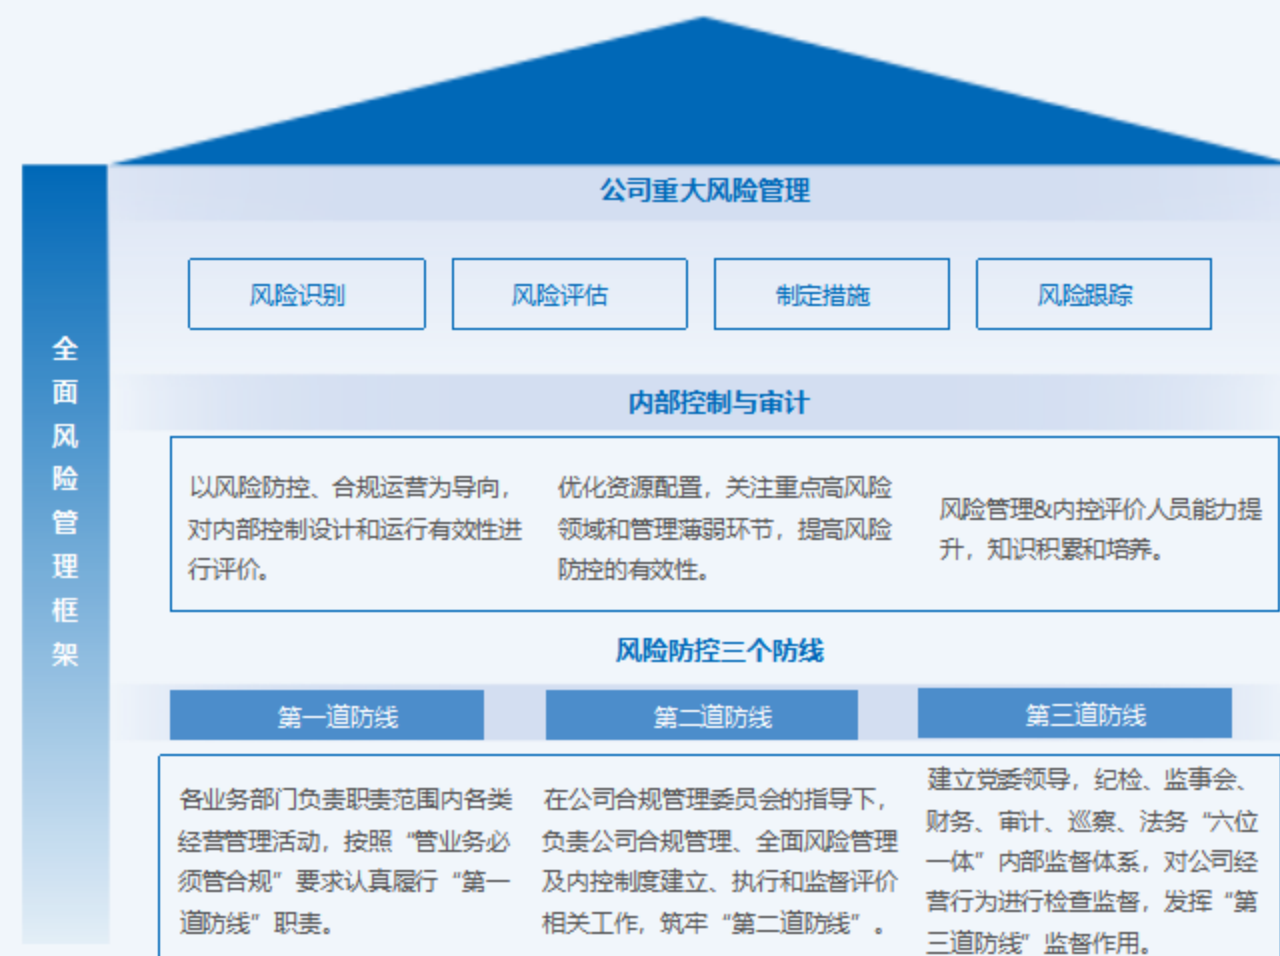 全面风险管理框架
公司重大风险管理
风险识别
风险评估
制定措施
风险跟踪
内部控制与审计
以风险防控、合规运营为导向，
对内部控制设计和运行有效性进
行评价。
优化资源配置，关注重点高风险
领域和管理薄弱环节，提高风险
防控的有效性。
风险管理&内控评价人员能力提
升，知识积累和培养。
风险防控三个防线
第一道防线
第二道防线
第三道防线
各业务部门负责职责范围内各类
经营管理活动，按照“管业务必
须管合规”要求认真履行“第一
道防线”职责。
在公司合规管理委员会的指导下，
负责公司合规管理、全面风险管理
及内控制度建立、执行和监督评价
相关工作，筑牢“第二道防线”。
建立党委领导，纪检、监事会、
财务、审计、巡察、法务“六位
一体”内部监督体系，对公司经
营行为进行检查监督，发挥“第
三道防线”监督作用。